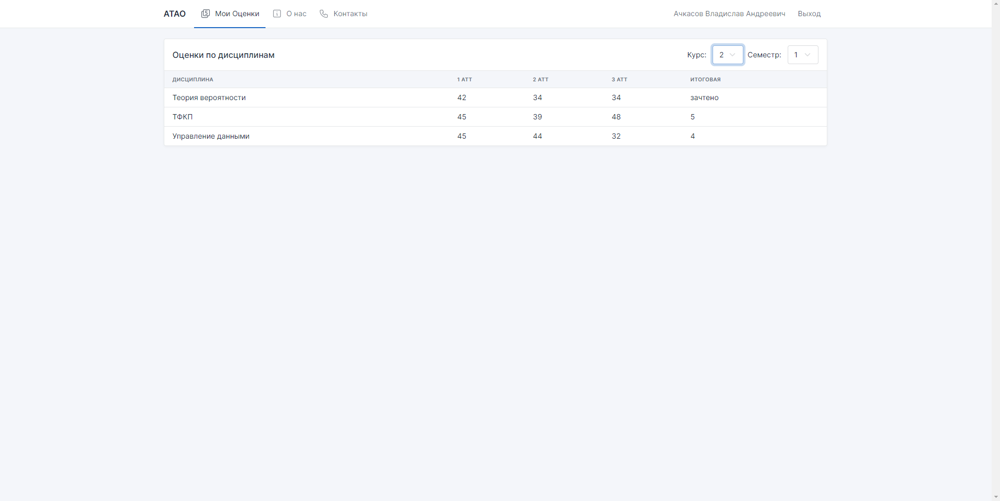 АТАО Мои Оценки О нас Контакты Ачкасов Владислав Андреевич Выход
Оценки по дисциплинам Курс: 2 Семестр: 1
ДИСЦИПЛИНА 1 АТТ 2 АТТ 3 АТТ ИТОГОВАЯ
Теория вероятности 42 34 34 зачтено
ТФКП 45 39 48 5
Управление данными 45 44 32 4